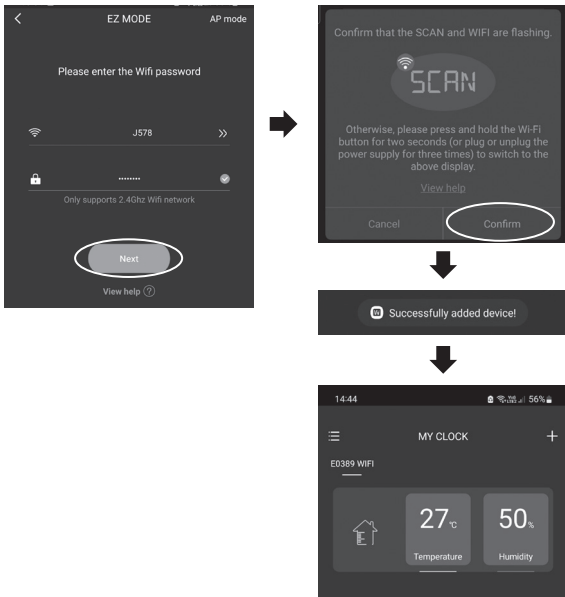 EZ MODE
AP mode
Please enter the Wifi password
J578
········
Only supports 2.4Ghz Wifi network
Next
View help ?
Confirm that the SCAN and WIFI are flashing.
SCAN
Otherwise, please press and hold the Wi-Fi
button for two seconds (or plug or unplug the
power supply for three times) to switch to the
above display.
View help
Cancel
Confirm
Successfully added device!
14:44
56%
MY CLOCK
E0389 WIFI
27 °C
50 %
Temperature
Humidity